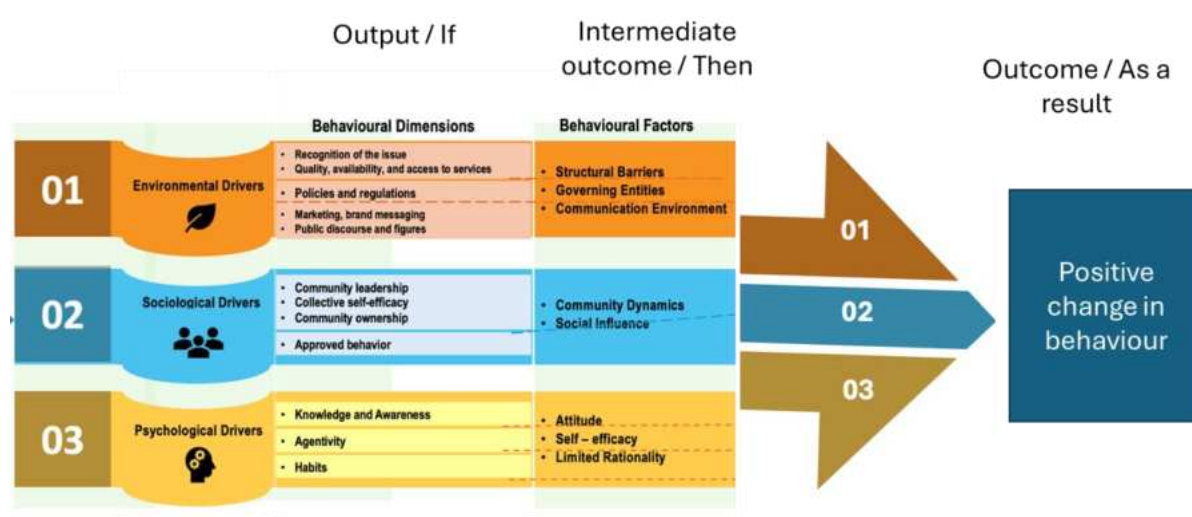 Output / If
Intermediate
outcome / Then
Outcome / As a
result
Behavioural Dimensions
Behavioural Factors
01
Environmental Drivers
• Recognition of the issue
• Quality, availability, and access to services
• Policies and regulations
• Marketing, brand messaging
• Public discourse and figures
• Structural Barriers
• Governing Entities
• Communication Environment
01
02
Sociological Drivers
• Community leadership
• Collective self-efficacy
• Community ownership
• Approved behavior
• Community Dynamics
• Social Influence
02
03
Psychological Drivers
• Knowledge and Awareness
• Agentivity
• Habits
• Attitude
• Self – efficacy
• Limited Rationality
03
Positive
change in
behaviour